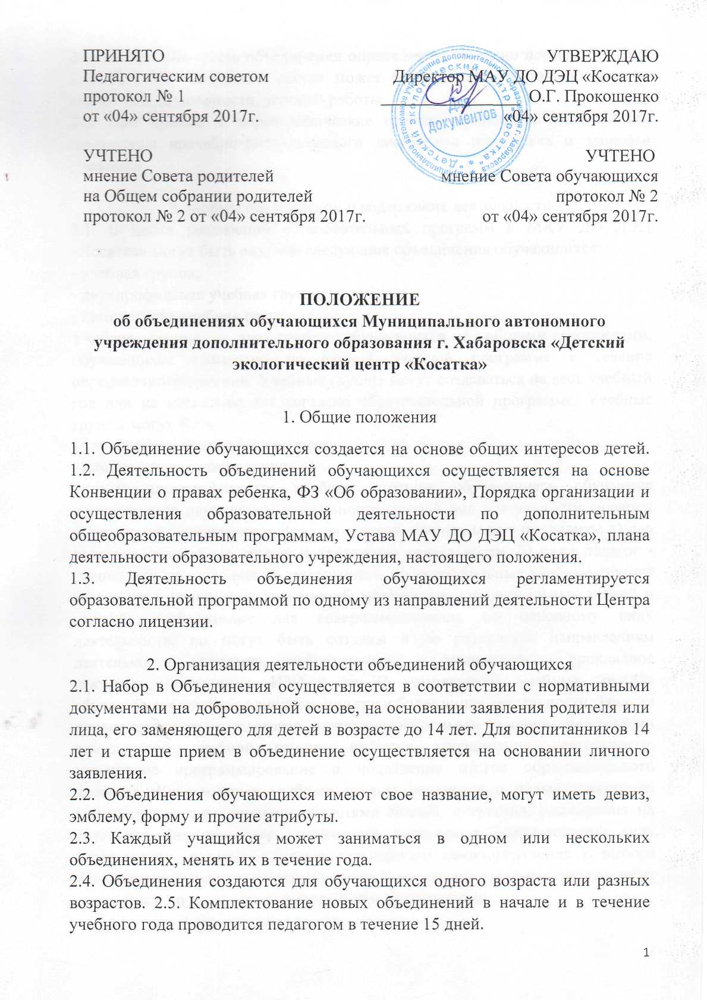 ПРИНЯТО
Педагогическим советом
протокол № 1
от «04» сентября 2017г.
УТВЕРЖДАЮ
Директор МАУ ДО ДЭЦ «Косатка»
О.Г. Прокошенко
«04» сентября 2017г.
муниципальное автономное учреждение дополнительного образования г. Хабаровска
"Детский экологический центр "Косатка"
Для
документов
УЧТЕНО
мнение Совета родителей
на Общем собрании родителей
протокол № 2 от «04» сентября 2017г.
УЧТЕНО
мнение Совета обучающихся
протокол № 2
от «04» сентября 2017г.
ПОЛОЖЕНИЕ
об объединениях обучающихся Муниципального автономного
учреждения дополнительного образования г. Хабаровска «Детский
экологический центр «Косатка»
1. Общие положения
1.1. Объединение обучающихся создается на основе общих интересов детей.
1.2. Деятельность объединений обучающихся осуществляется на основе
Конвенции о правах ребенка, ФЗ «Об образовании», Порядка организации и
осуществления образовательной деятельности по дополнительным
общеобразовательным программам, Устава МАУ ДО ДЭЦ «Косатка», плана
деятельности образовательного учреждения, настоящего положения.
1.3. Деятельность объединения обучающихся регламентируется
образовательной программой по одному из направлений деятельности Центра
согласно лицензии.
2. Организация деятельности объединений обучающихся
2.1. Набор в Объединения осуществляется в соответствии с нормативными
документами на добровольной основе, на основании заявления родителя или
лица, его заменяющего для детей в возрасте до 14 лет. Для воспитанников 14
лет и старше прием в объединение осуществляется на основании личного
заявления.
2.2. Объединения обучающихся имеют свое название, могут иметь девиз,
эмблему, форму и прочие атрибуты.
2.3. Каждый учащийся может заниматься в одном или нескольких
объединениях, менять их в течение года.
2.4. Объединения создаются для обучающихся одного возраста или разных
возрастов. 2.5. Комплектование новых объединений в начале и в течение
учебного года проводится педагогом в течение 15 дней.
1